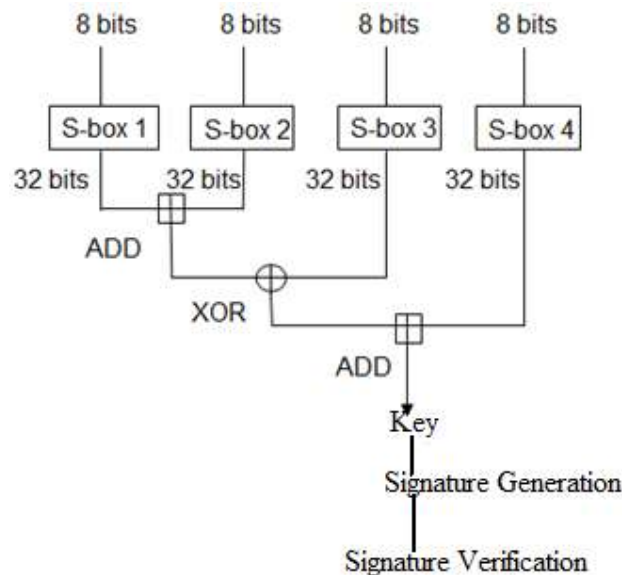 8 bits 8 bits 8 bits 8 bits
S-box 1 S-box 2 S-box 3 S-box 4
32 bits 32 bits 32 bits 32 bits
ADD
XOR
ADD
Key
Signature Generation
Signature Verification